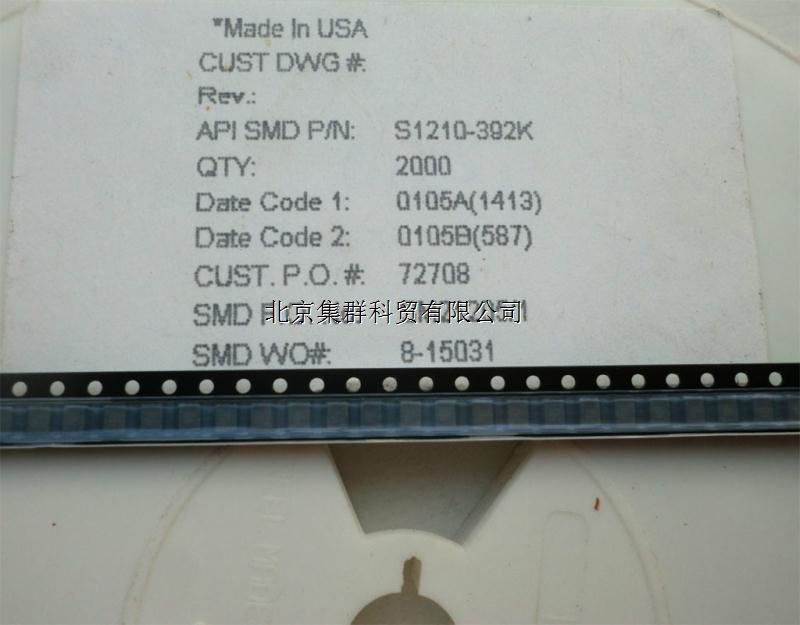 "Made In USA
CUST DWG #:
Rev.:
API SMD P/N: S1210-392K
QTY: 2000
Date Code 1: 0105A(1413)
Date Code 2: 0105B(587)
CUST. P.O. #: 72708
SMD
北京集群科贸有限公司
SMD WO#: 8-15031